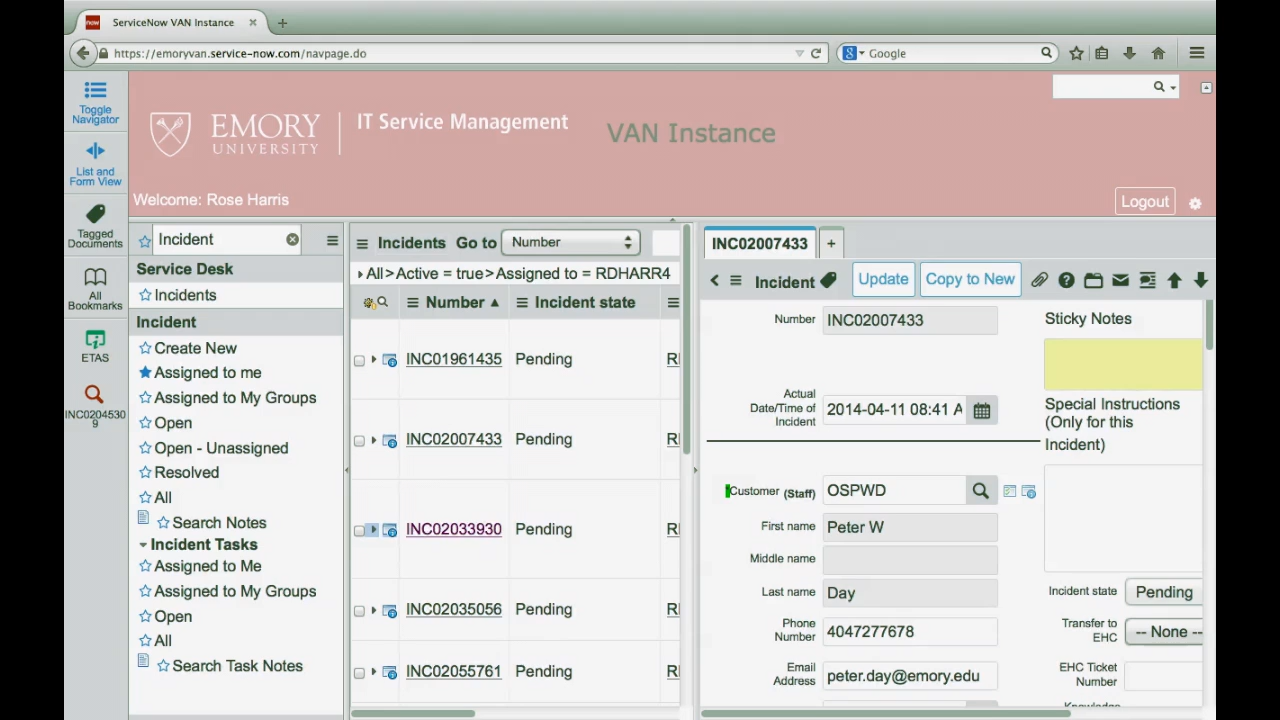 ServiceNow VAN Instance
https://emoryvan.service-now.com/navpage.do
Google
Toggle
Navigator
List and
Form View
Tagged
Documents
All
Bookmarks
ETAS
INC0204530
9
EMORY
UNIVERSITY
IT Service Management
VAN Instance
Welcome: Rose Harris
Logout
Incident
Service Desk
Incidents
Incident
Create New
Assigned to me
Assigned to My Groups
Open
Open - Unassigned
Resolved
All
Search Notes
Incident Tasks
Assigned to Me
Assigned to My Groups
Open
All
Search Task Notes
Incidents Go to Number
All>Active = true>Assigned to = RDHARR4
Number Incident state
INC01961435 Pending
INC02007433 Pending
INC02033930 Pending
INC02035056 Pending
INC02055761 Pending
INC02007433 +
Incident Update Copy to New
Number INC02007433
Actual
Date/Time of
Incident
2014-04-11 08:41 A
Customer (Staff) OSPWD
First name Peter W
Middle name
Last name Day
Phone
Number
4047277678
Email
Address
peter.day@emory.edu
Sticky Notes
Special Instructions
(Only for this
Incident)
Incident state Pending
Transfer to
EHC
-- None --
EHC Ticket
Number